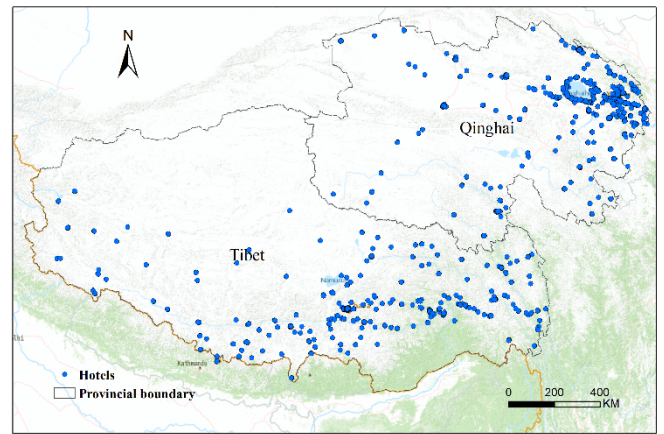 N
Qinghai
Tibet
Kathmandu
Hotels
Provincial boundary
0 200 400
KM